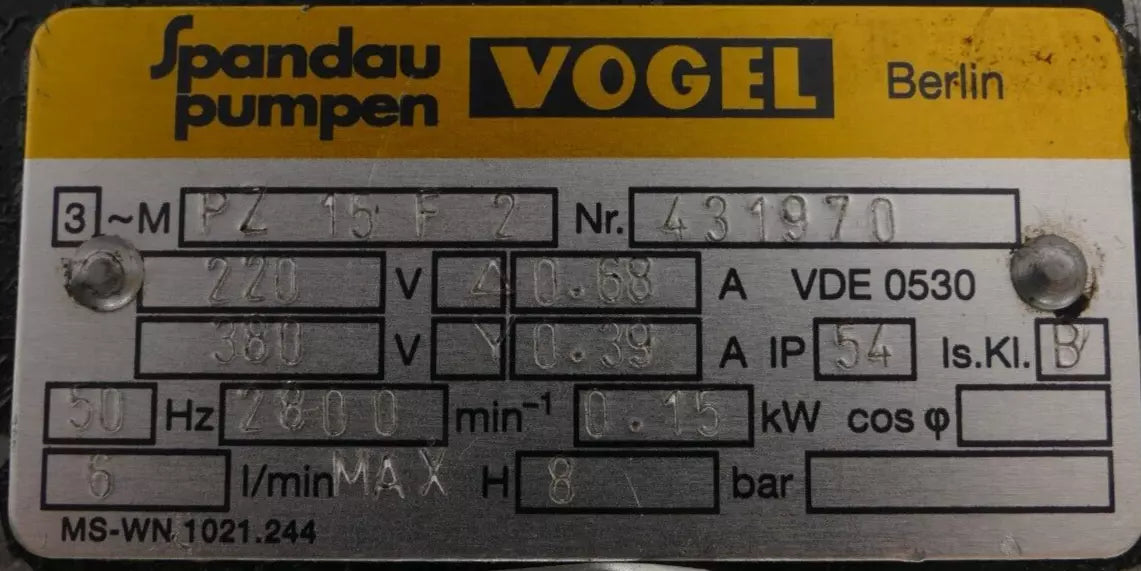 Spandau pumpen VOGEL Berlin
3 ~M PZ 15 F 2 Nr. 431970
220 V Δ 0.68 A VDE 0530
380 V Y 0.39 A IP 54 Is.Kl. B
50 Hz 2800 min⁻¹ 0.15 kW cos φ
6 l/min MAX H 8 bar
MS-WN 1021.244